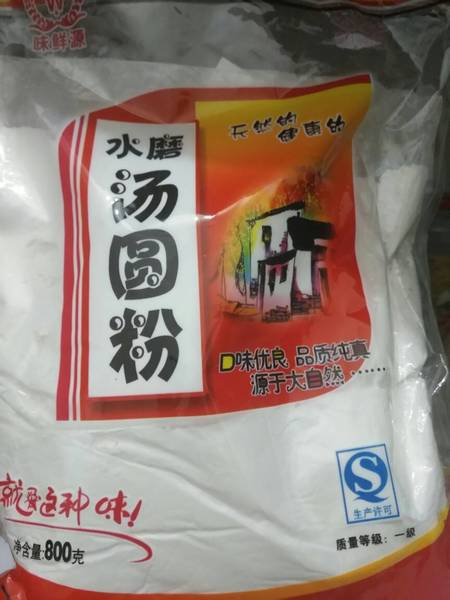 味鲜源
天然的
健康的
水磨
汤圆粉
口味优良 品质纯真
源于大自然······
就要这种味!
净含量:800克
生产许可
质量等级：一级